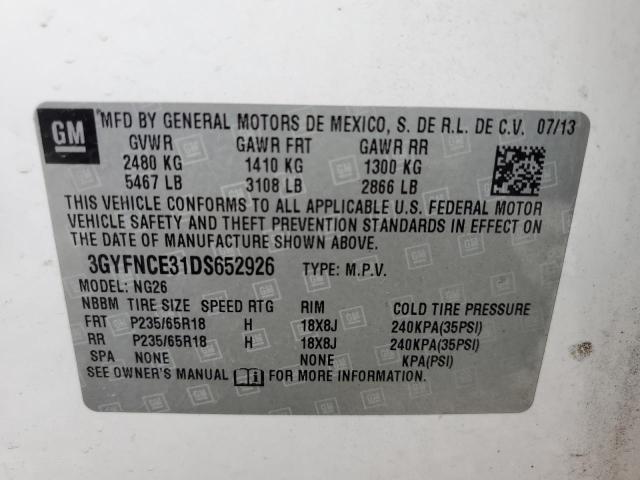 GM MFD BY GENERAL MOTORS DE MEXICO, S. DE R.L. DE C.V. 07/13
GVWR GAWR FRT GAWR RR
2480 KG 1410 KG 1300 KG
5467 LB 3108 LB 2866 LB
THIS VEHICLE CONFORMS TO ALL APPLICABLE U.S. FEDERAL MOTOR
VEHICLE SAFETY AND THEFT PREVENTION STANDARDS IN EFFECT ON
THE DATE OF MANUFACTURE SHOWN ABOVE.
3GYFNCE31DS652926 TYPE: M.P.V.
MODEL: NG26
NBBM TIRE SIZE SPEED RTG RIM COLD TIRE PRESSURE
FRT P235/65R18 H 18X8J 240KPA(35PSI)
RR P235/65R18 H 18X8J 240KPA(35PSI)
SPA NONE NONE KPA(PSI)
SEE OWNER'S MANUAL FOR MORE INFORMATION.